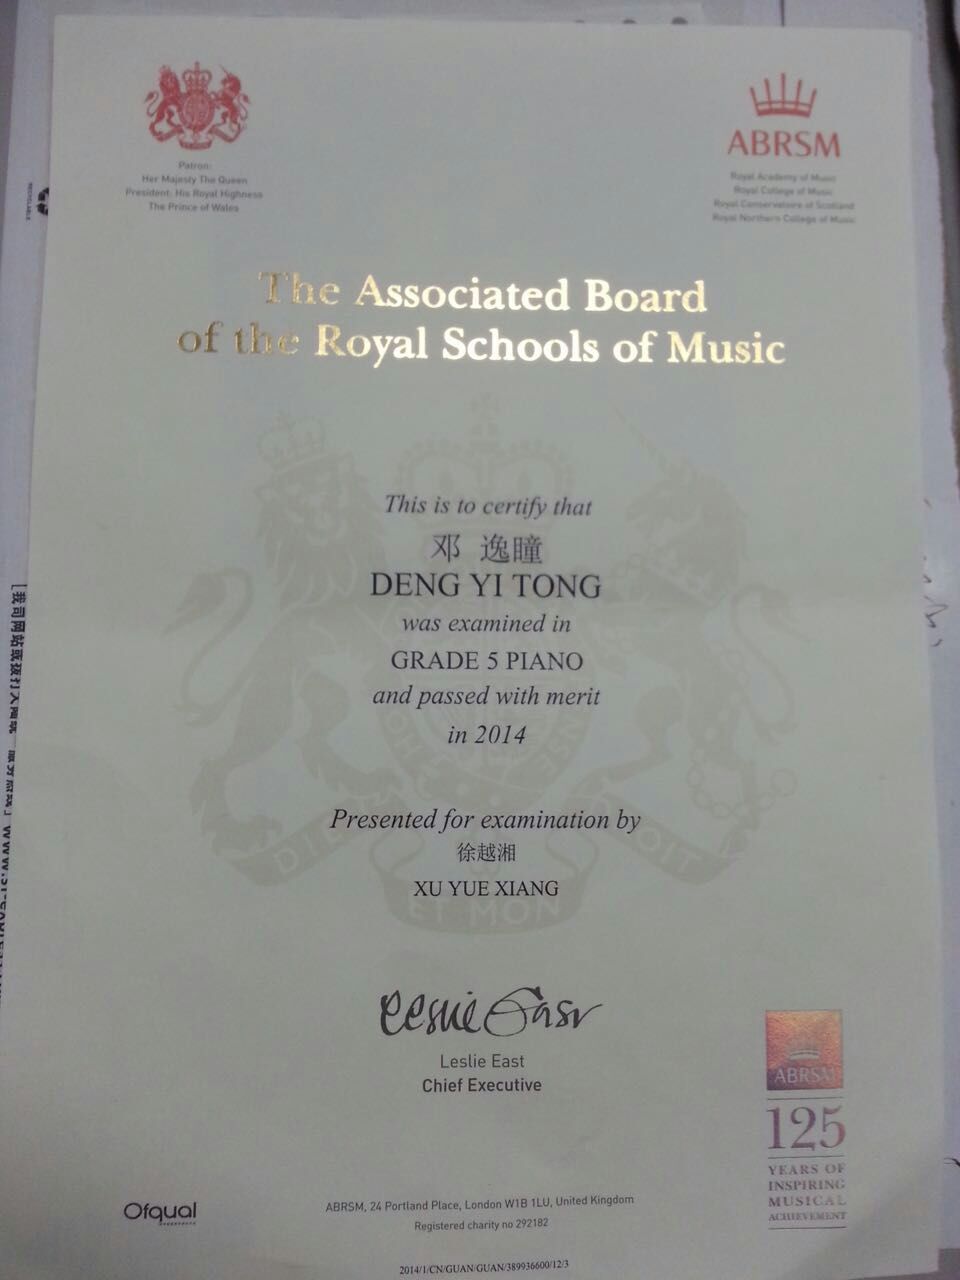 Patron:
Her Majesty The Queen
President: His Royal Highness
The Prince of Wales
ABRSM
Royal Academy of Music
Royal College of Music
Royal Conservatoire of Scotland
Royal Northern College of Music
The Associated Board
of the Royal Schools of Music
This is to certify that
邓 逸瞳
DENG YI TONG
was examined in
GRADE 5 PIANO
and passed with merit
in 2014
Presented for examination by
徐越湘
XU YUE XIANG
ET MON
Leslie East
Leslie East
Chief Executive
ABRSM
125
YEARS OF
INSPIRING
MUSICAL
ACHIEVEMENT
Ofqual
ABRSM, 24 Portland Place, London W1B 1LU, United Kingdom
Registered charity no 292182
2014/1/CN/GUAN/GUAN/389936600/12/3